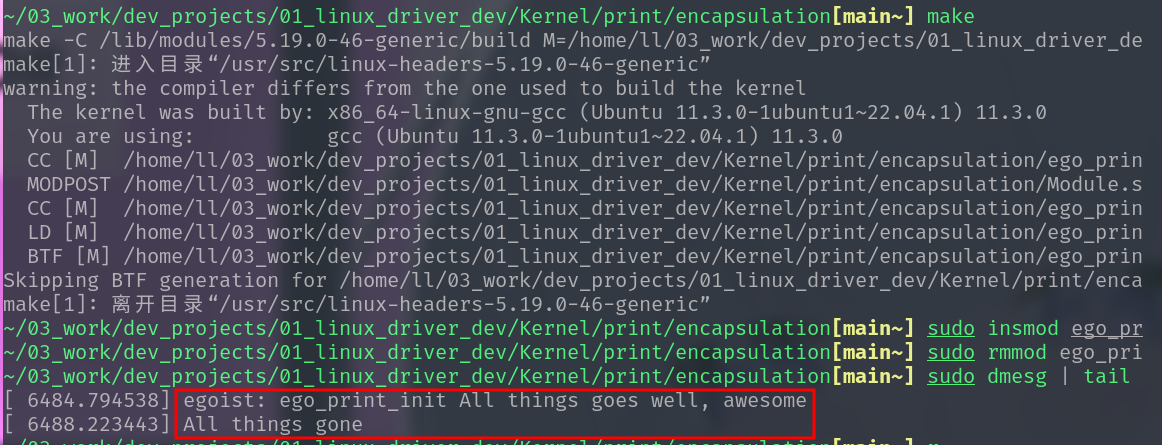 ~/03_work/dev_projects/01_linux_driver_dev/Kernel/print/encapsulation[main~] make
make -C /lib/modules/5.19.0-46-generic/build M=/home/ll/03_work/dev_projects/01_linux_driver_de
make[1]: 进入目录“/usr/src/linux-headers-5.19.0-46-generic”
warning: the compiler differs from the one used to build the kernel
  The kernel was built by: x86_64-linux-gnu-gcc (Ubuntu 11.3.0-1ubuntu1~22.04.1) 11.3.0
  You are using:           gcc (Ubuntu 11.3.0-1ubuntu1~22.04.1) 11.3.0
  CC [M]  /home/ll/03_work/dev_projects/01_linux_driver_dev/Kernel/print/encapsulation/ego_prin
  MODPOST /home/ll/03_work/dev_projects/01_linux_driver_dev/Kernel/print/encapsulation/Module.s
  CC [M]  /home/ll/03_work/dev_projects/01_linux_driver_dev/Kernel/print/encapsulation/ego_prin
  LD [M]  /home/ll/03_work/dev_projects/01_linux_driver_dev/Kernel/print/encapsulation/ego_prin
  BTF [M] /home/ll/03_work/dev_projects/01_linux_driver_dev/Kernel/print/encapsulation/ego_prin
Skipping BTF generation for /home/ll/03_work/dev_projects/01_linux_driver_dev/Kernel/print/enca
make[1]: 离开目录“/usr/src/linux-headers-5.19.0-46-generic”
~/03_work/dev_projects/01_linux_driver_dev/Kernel/print/encapsulation[main~] sudo insmod ego_pr
~/03_work/dev_projects/01_linux_driver_dev/Kernel/print/encapsulation[main~] sudo rmmod ego_pri
~/03_work/dev_projects/01_linux_driver_dev/Kernel/print/encapsulation[main~] sudo dmesg | tail
[ 6484.794538] egoist: ego_print_init All things goes well, awesome
[ 6488.223443] All things gone